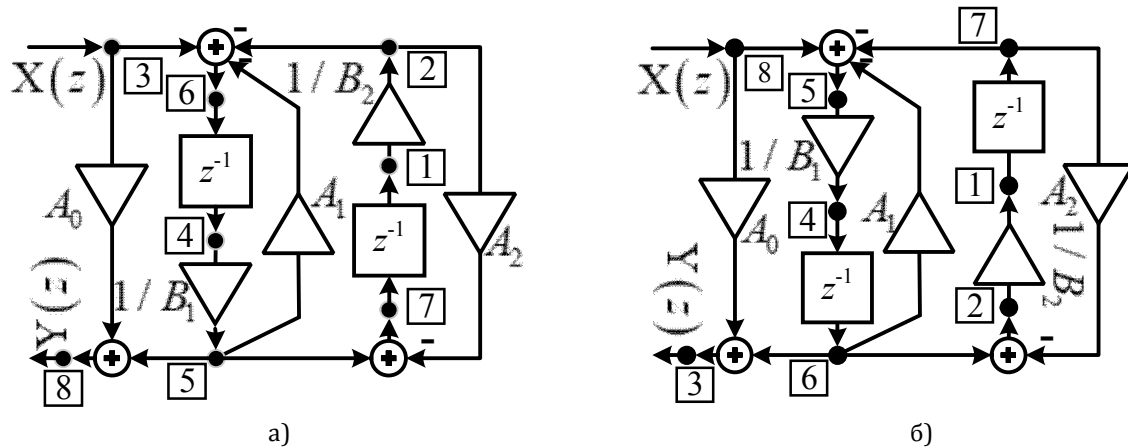 X(z)
3
6
1 / B₂
2
A₀
z⁻¹
A₁
1
4
z⁻¹
A₂
Y(z)
1 / B₁
7
8
5
а)
X(z)
8
5
7
1 / B₁
z⁻¹
A₀
4
A₁
1
A₂
1 / B₂
Y(z)
z⁻¹
2
3
6
б)